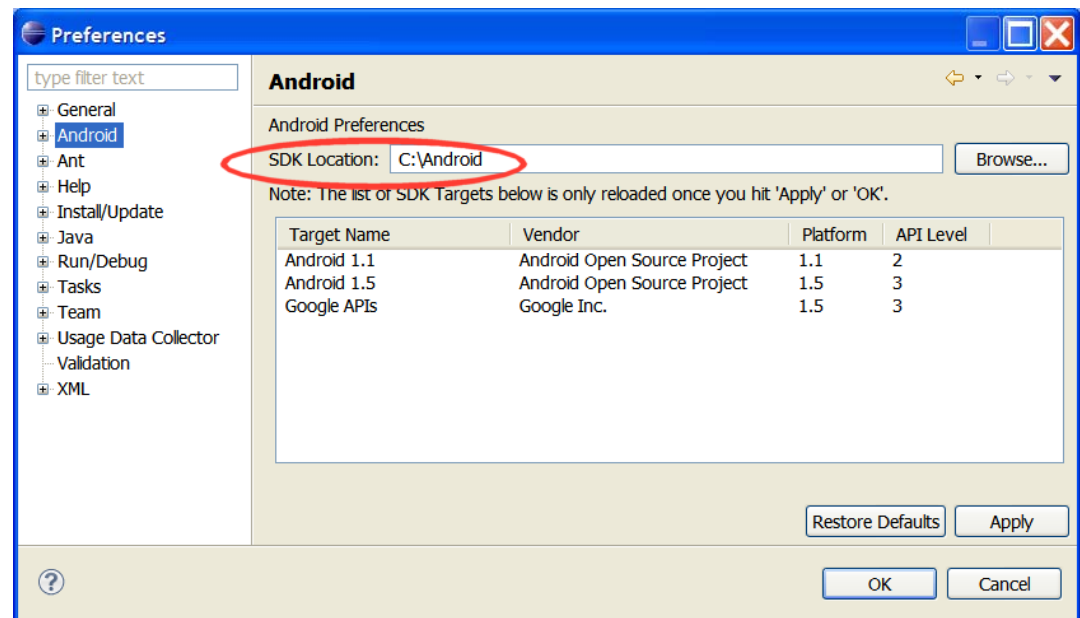 Preferences
type filter text
General
Android
Ant
Help
Install/Update
Java
Run/Debug
Tasks
Team
Usage Data Collector
Validation
XML
Android
Android Preferences
SDK Location: C:\Android Browse...
Note: The list of SDK Targets below is only reloaded once you hit 'Apply' or 'OK'.
Target Name Vendor Platform API Level
Android 1.1 Android Open Source Project 1.1 2
Android 1.5 Android Open Source Project 1.5 3
Google APIs Google Inc. 1.5 3
Restore Defaults Apply
? OK Cancel